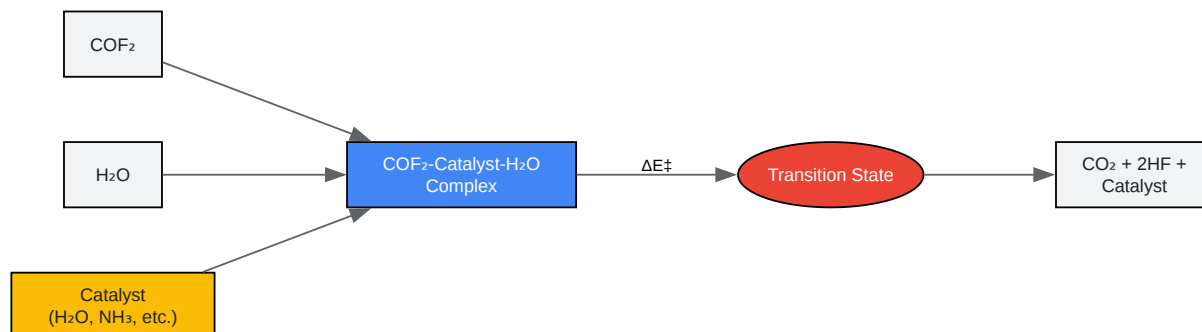 COF₂
H₂O
Catalyst
(H₂O, NH₃, etc.)
COF₂-Catalyst-H₂O
Complex
ΔE‡
Transition State
CO₂ + 2HF +
Catalyst